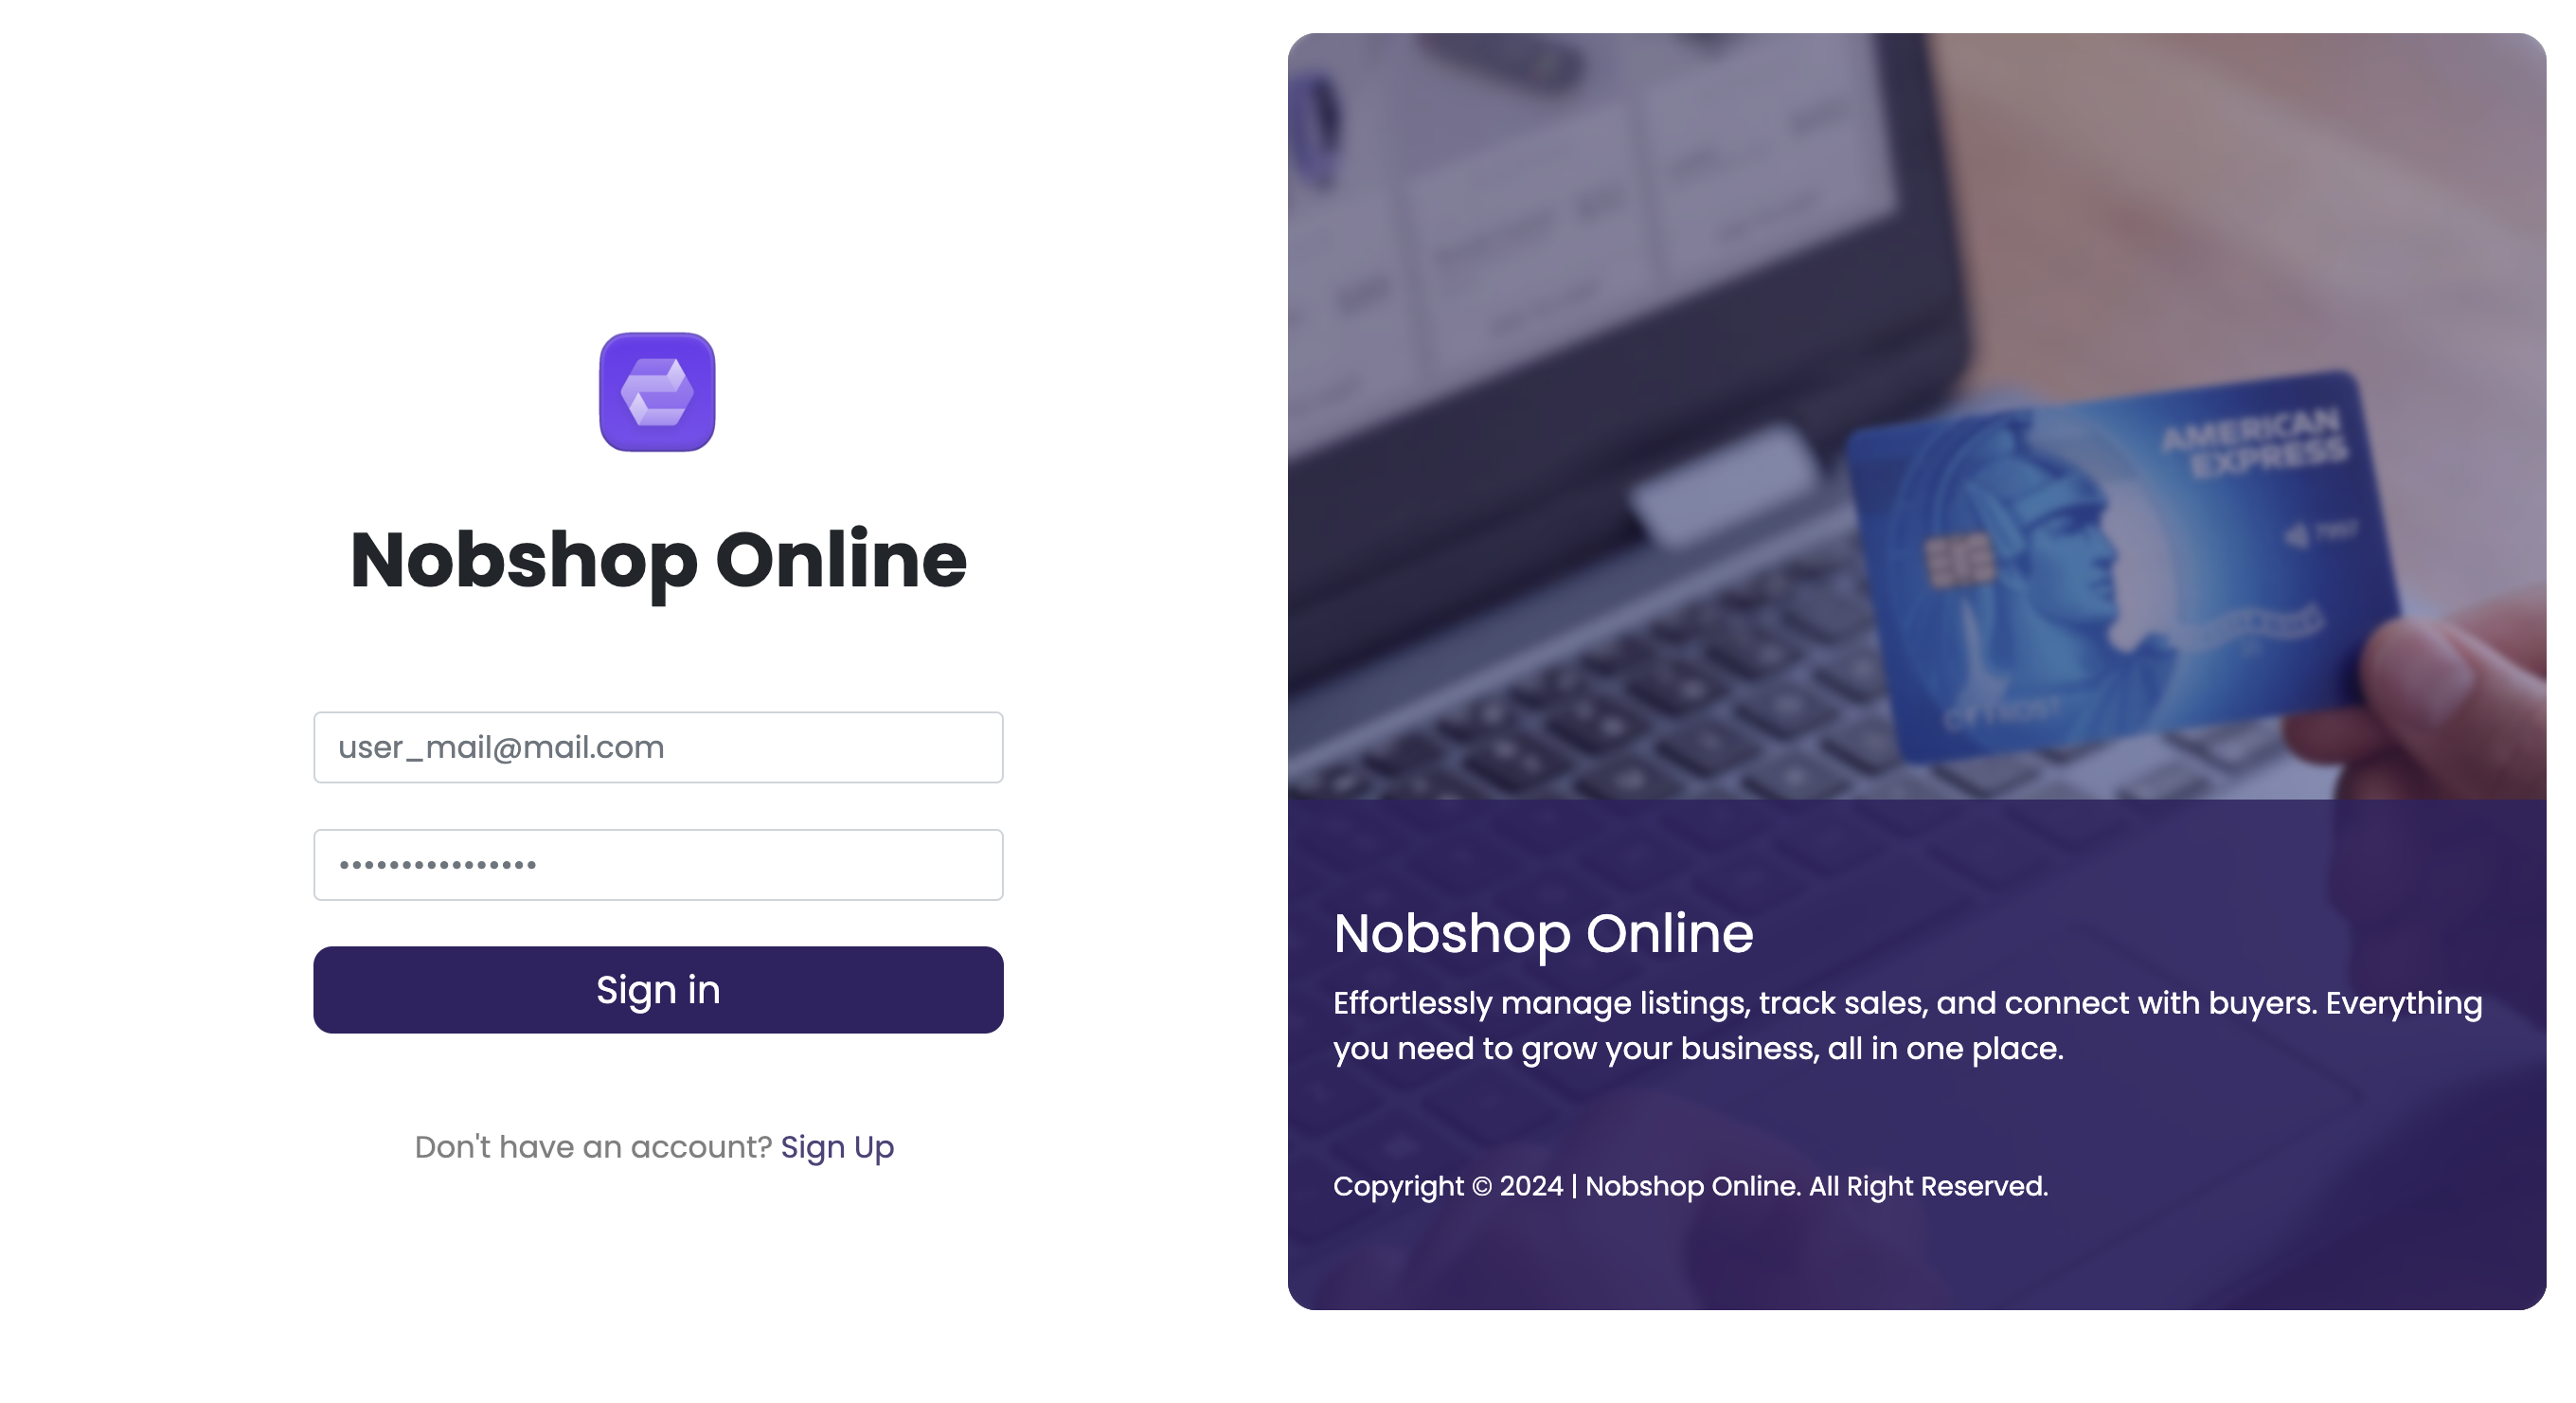 Nobshop Online
user_mail@mail.com
Sign in
Don't have an account? Sign Up
AMERICAN
EXPRESS
Nobshop Online
Effortlessly manage listings, track sales, and connect with buyers. Everything
you need to grow your business, all in one place.
Copyright © 2024 | Nobshop Online. All Right Reserved.